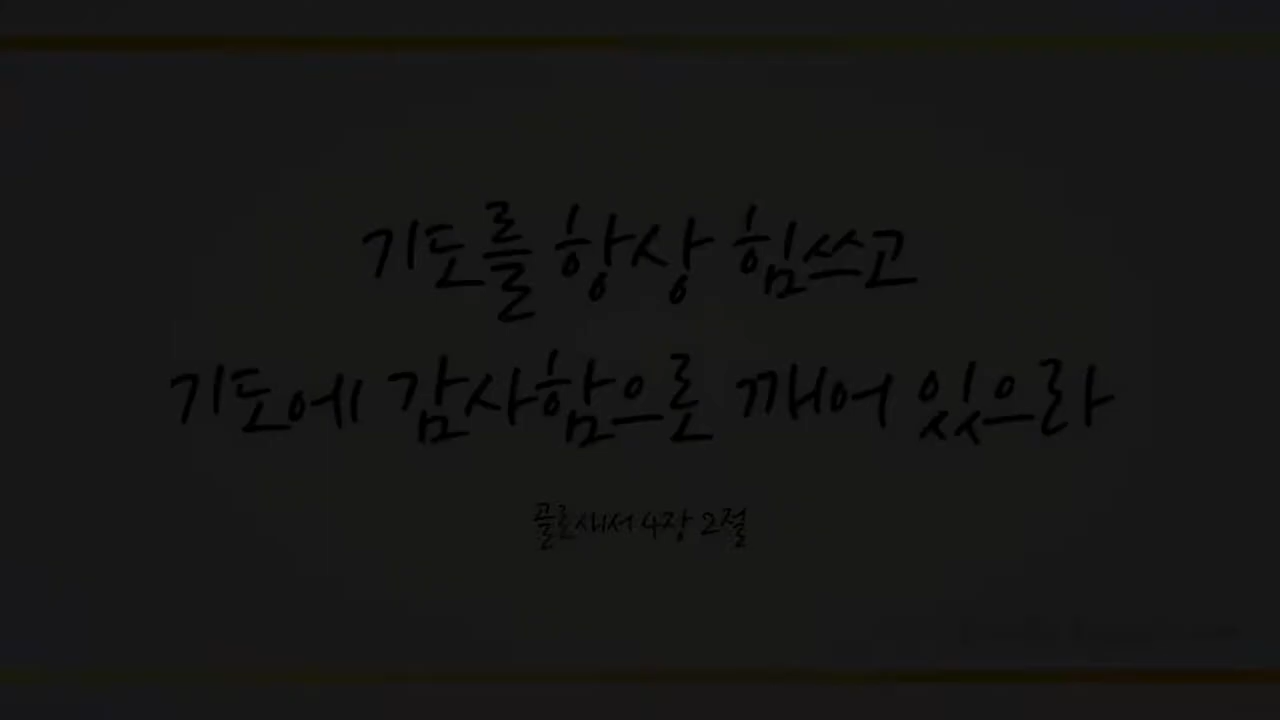 기도를 항상 힘쓰고
기도에 감사함으로 깨어 있으라
골로새서 4장 2절